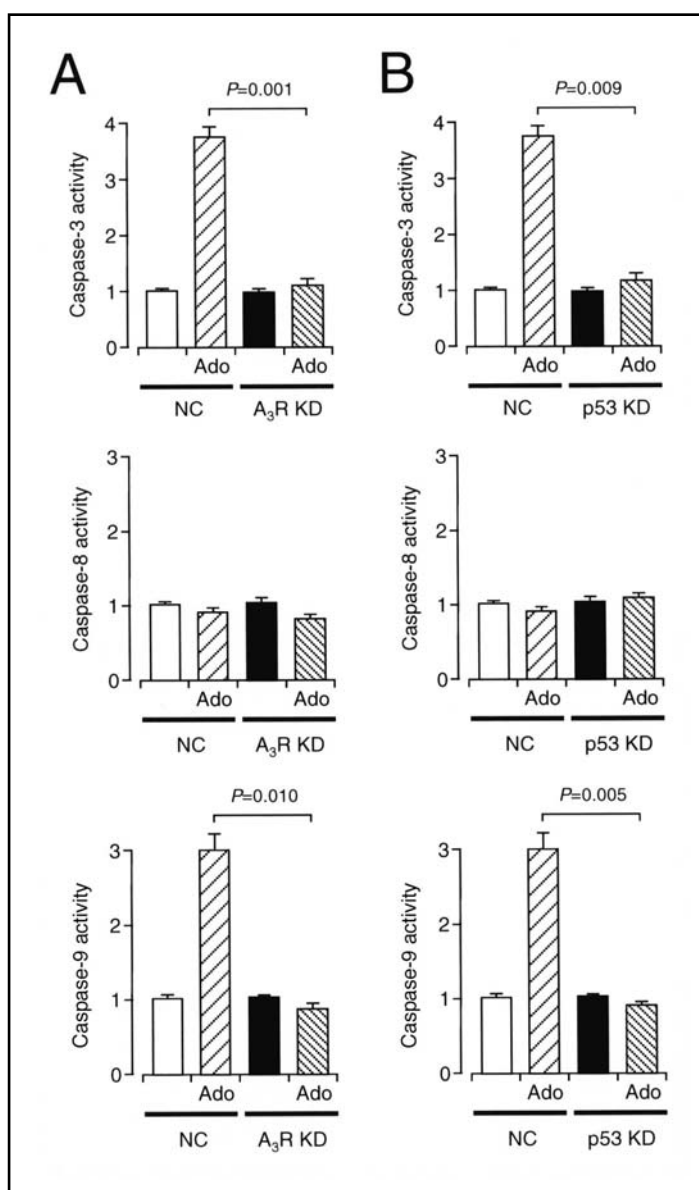 A
P=0.001
Caspase-3 activity
4
3
2
1
0
Ado Ado
NC A₃R KD
B
P=0.009
Caspase-3 activity
4
3
2
1
0
Ado Ado
NC p53 KD
Caspase-8 activity
3
2
1
0
Ado Ado
NC A₃R KD
Caspase-8 activity
3
2
1
0
Ado Ado
NC p53 KD
P=0.010
Caspase-9 activity
3
2
1
0
Ado Ado
NC A₃R KD
P=0.005
Caspase-9 activity
3
2
1
0
Ado Ado
NC p53 KD